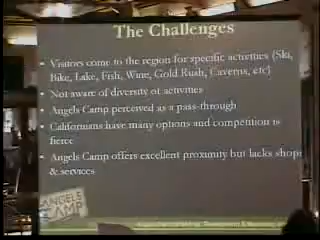 The Challenges
• Visitors come to the region for specific activities (Ski,
Bike, Lake, Fish, Wine, Gold Rush, Caverns, etc)
• Not aware of diversity of activities
• Angels Camp perceived as a pass-through
• Californians have many options and competition is
fierce
• Angels Camp offers excellent proximity but lacks shops
& services
ANGELS
CAMP